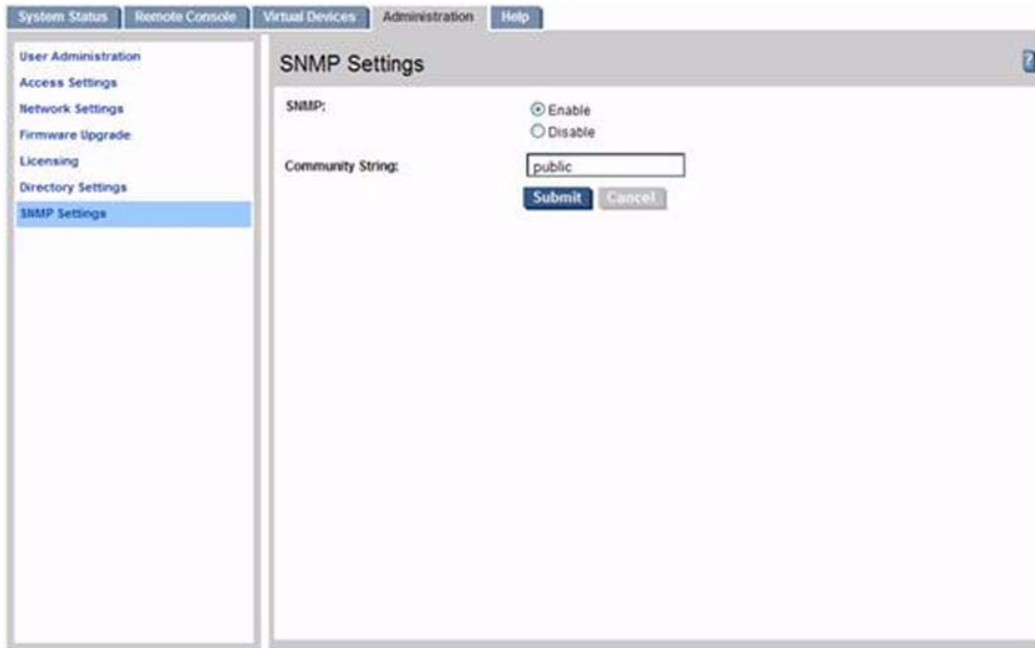 System Status Remote Console Virtual Devices Administration Help
User Administration
Access Settings
Network Settings
Firmware Upgrade
Licensing
Directory Settings
SNMP Settings
SNMP Settings
?
SNMP:
Enable
Disable
Community String:
public
Submit Cancel